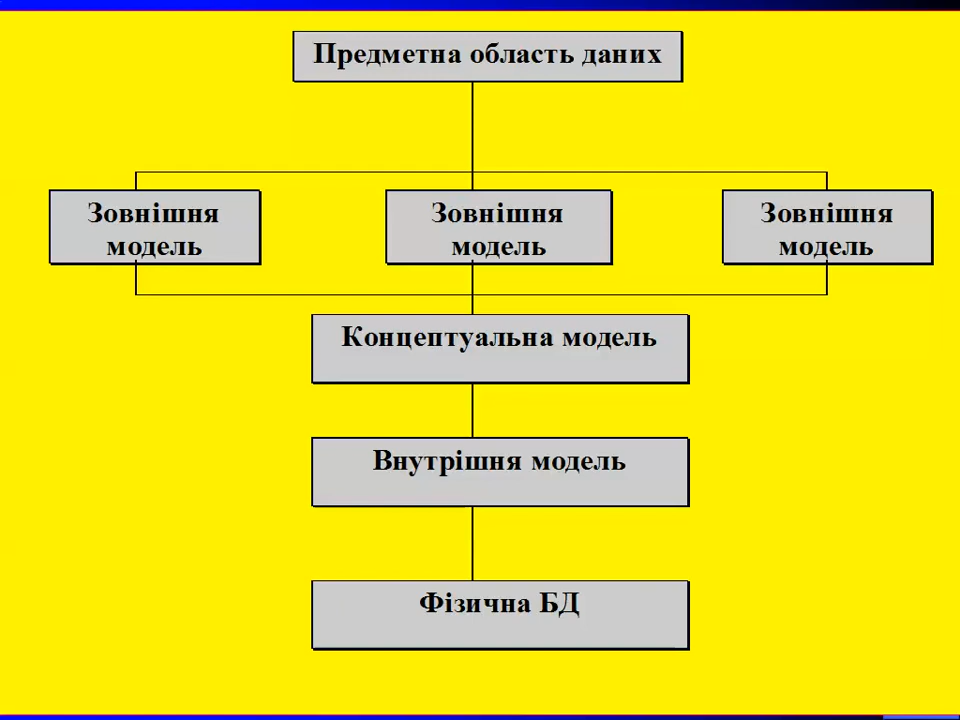 Предметна область даних
Зовнішня
модель
Зовнішня
модель
Зовнішня
модель
Концептуальна модель
Внутрішня модель
Фізична БД